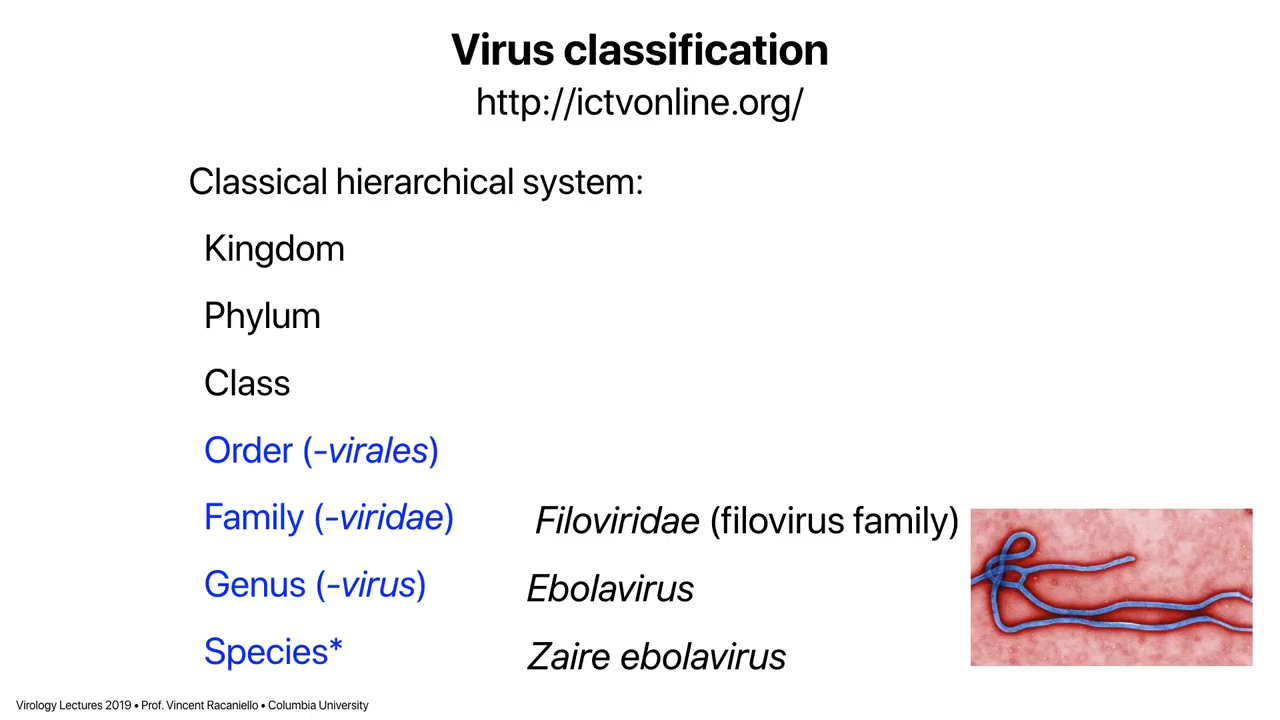 Virus classification
http://ictvonline.org/
Classical hierarchical system:
Kingdom
Phylum
Class
Order (-virales)
Family (-viridae) Filoviridae (filovirus family)
Genus (-virus) Ebolavirus
Species* Zaire ebolavirus
Virology Lectures 2019 • Prof. Vincent Racaniello • Columbia University